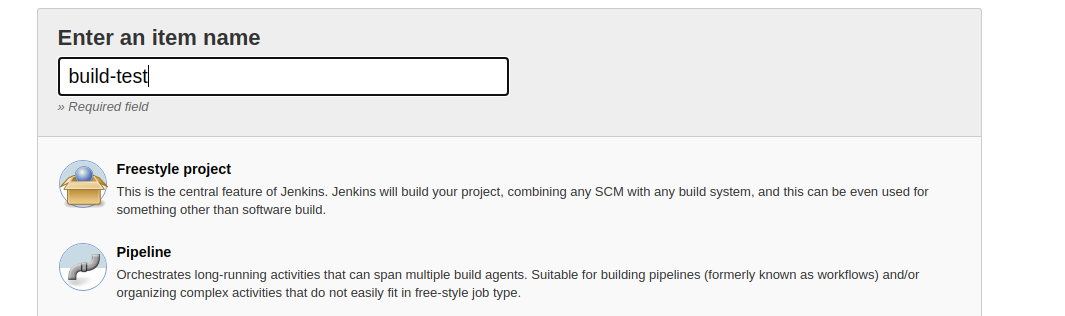 Enter an item name
build-test
» Required field
Freestyle project
This is the central feature of Jenkins. Jenkins will build your project, combining any SCM with any build system, and this can be even used for
something other than software build.
Pipeline
Orchestrates long-running activities that can span multiple build agents. Suitable for building pipelines (formerly known as workflows) and/or
organizing complex activities that do not easily fit in free-style job type.